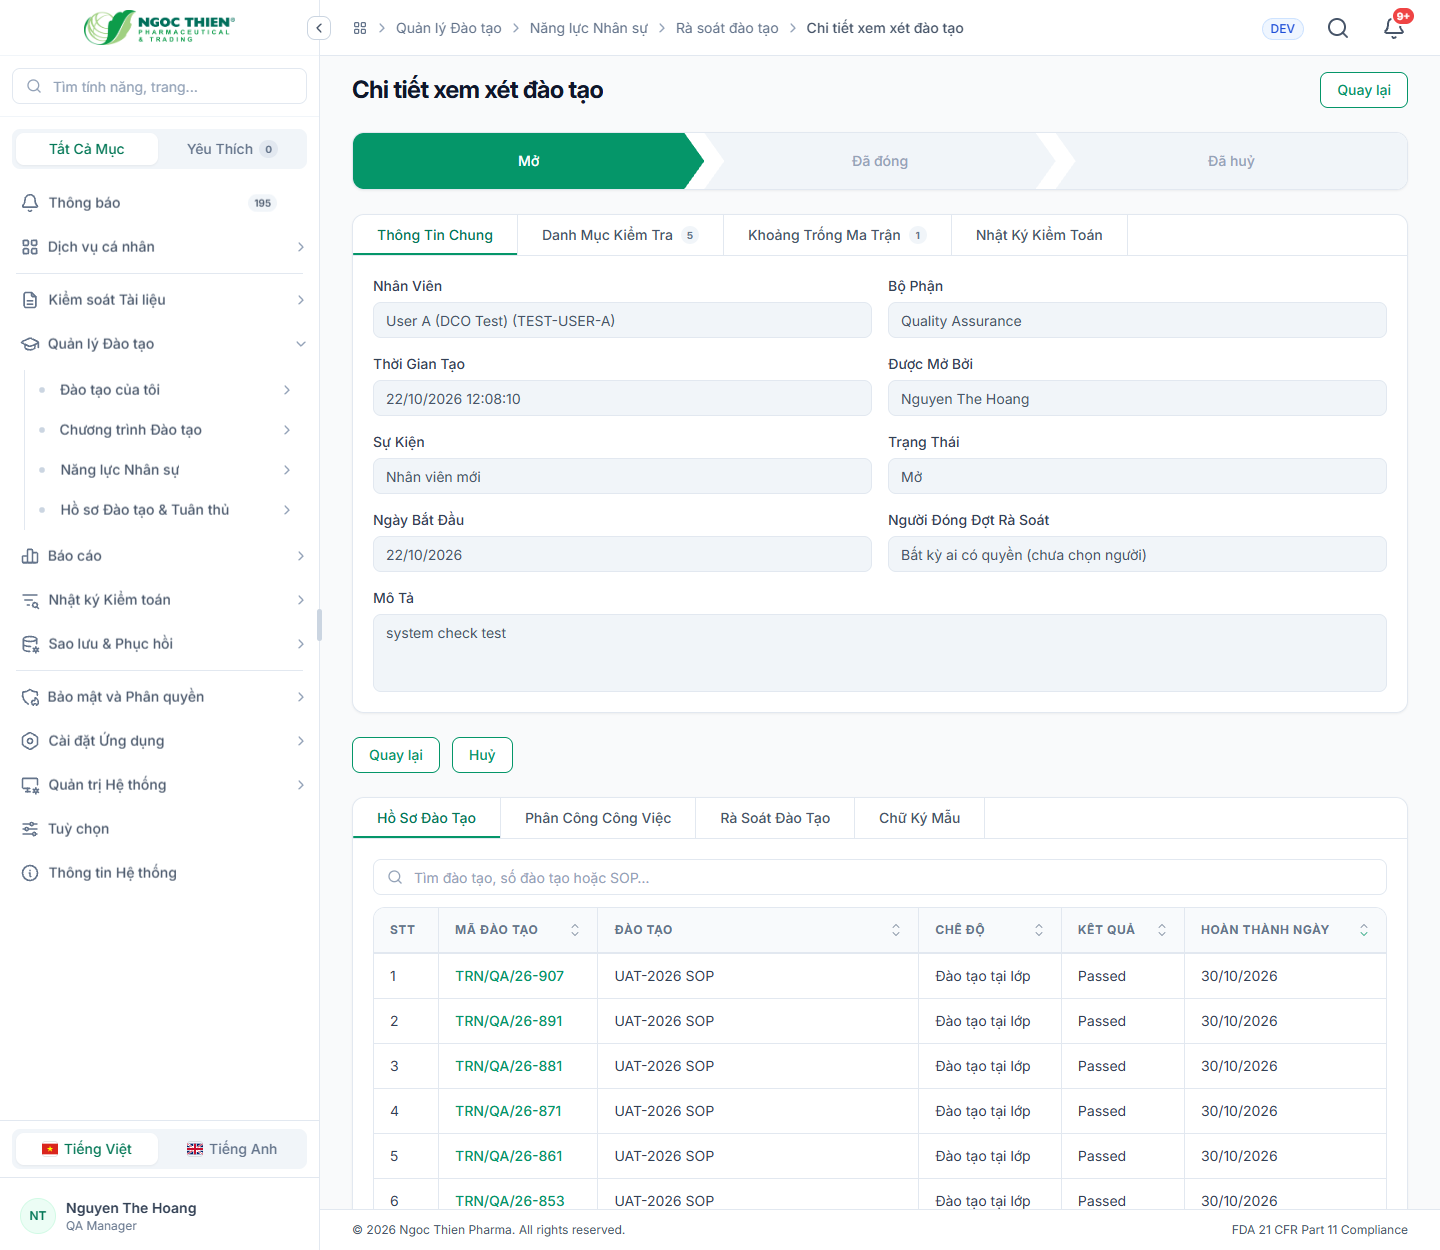 NGOC THIEN®
PHARMACEUTICAL
& TRADING
Quản lý Đào tạo
Năng lực Nhân sự
Rà soát đào tạo
Chi tiết xem xét đào tạo
DEV
9+
Tìm tính năng, trang...
Tất Cả Mục
Yêu Thích 0
Thông báo 195
Dịch vụ cá nhân
Kiểm soát Tài liệu
Quản lý Đào tạo
Đào tạo của tôi
Chương trình Đào tạo
Năng lực Nhân sự
Hồ sơ Đào tạo & Tuân thủ
Báo cáo
Nhật ký Kiểm toán
Sao lưu & Phục hồi
Bảo mật và Phân quyền
Cài đặt Ứng dụng
Quản trị Hệ thống
Tuỳ chọn
Thông tin Hệ thống
Tiếng Việt
Tiếng Anh
NT
Nguyen The Hoang
QA Manager
Chi tiết xem xét đào tạo
Quay lại
Mở
Đã đóng
Đã huỷ
Thông Tin Chung
Danh Mục Kiểm Tra 5
Khoảng Trống Ma Trận 1
Nhật Ký Kiểm Toán
Nhân Viên
Bộ Phận
User A (DCO Test) (TEST-USER-A)
Quality Assurance
Thời Gian Tạo
Được Mở Bởi
22/10/2026 12:08:10
Nguyen The Hoang
Sự Kiện
Trạng Thái
Nhân viên mới
Mở
Ngày Bắt Đầu
Người Đóng Đợt Rà Soát
22/10/2026
Bất kỳ ai có quyền (chưa chọn người)
Mô Tả
system check test
Quay lại
Huỷ
Hồ Sơ Đào Tạo
Phân Công Công Việc
Rà Soát Đào Tạo
Chữ Ký Mẫu
Tìm đào tạo, số đào tạo hoặc SOP...
STT MÃ ĐÀO TẠO ĐÀO TẠO CHẾ ĐỘ KẾT QUẢ HOÀN THÀNH NGÀY
1 TRN/QA/26-907 UAT-2026 SOP Đào tạo tại lớp Passed 30/10/2026
2 TRN/QA/26-891 UAT-2026 SOP Đào tạo tại lớp Passed 30/10/2026
3 TRN/QA/26-881 UAT-2026 SOP Đào tạo tại lớp Passed 30/10/2026
4 TRN/QA/26-871 UAT-2026 SOP Đào tạo tại lớp Passed 30/10/2026
5 TRN/QA/26-861 UAT-2026 SOP Đào tạo tại lớp Passed 30/10/2026
6 TRN/QA/26-853 UAT-2026 SOP Đào tạo tại lớp Passed 30/10/2026
© 2026 Ngoc Thien Pharma. All rights reserved.
FDA 21 CFR Part 11 Compliance